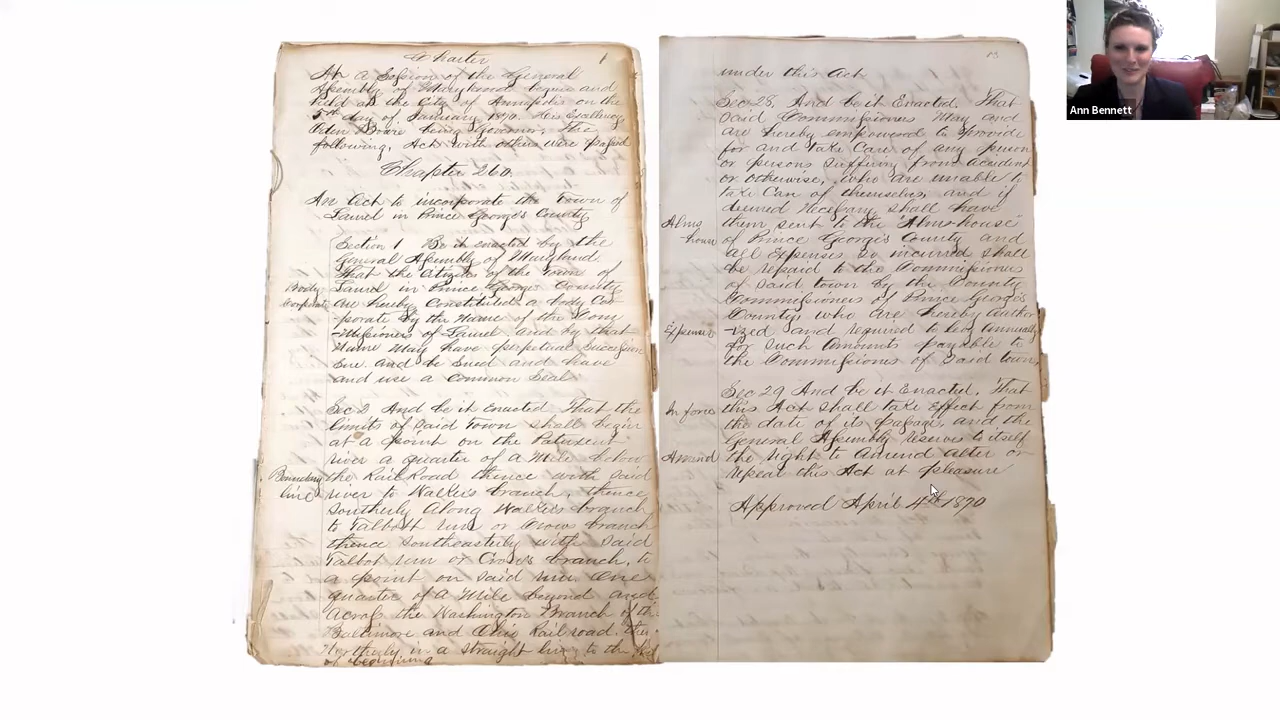 Charter
1
At a Session of the General
Assembly of Maryland begun and
held at the City of Annapolis on the
5th day of January 1870. His Excellency
Oden Bowie being Governor, the
following, Act with others were passed
Chapter 260.
An Act to incorporate the Town of
Laurel in Prince George's County
Section 1 Be it enacted by the
General Assembly of Maryland
That the Citizens of the Town of
Body
Laurel in Prince George County
Corporate
are hereby Constituted a body Cor
porate by the Name of the Com
-missioners of Laurel and by that
Name May have perpetual Succession
Sue and be Sued and have
and use a Common Seal
Sec 2 And be it Enacted That the
limits of Said Town Shall begin
at a point on the Patuxent
river a quarter of a Mile below
Boundary
the Rail Road thence with said
line
river to Walker's branch, thence
Southerly Along Walker's branch
to Talbott run or Crows branch
thence Southeasterly with Said
Talbot run or Crow's branch, to
a point on Said run One
quarter of a Mile beyond and
across the Washington Branch of the
Baltimore and Ohio Rail road.
Northerly in a straight line to the
of beginning
13
under this Act
Sec 28. And be it Enacted. That
Said Commissioners May and
are hereby empowered to Provide
for and take Care of any person
or persons Suffering from Accident
or otherwise, who are unable to
take Care of themselves, and if
deemed Necessary shall have
Alms
them sent to the "Alms house"
-house
of Prince George's County and
all Expenses So incurred shall
be repaid to the Commissioners
of said town by the County
Commissioners of Prince George's
County, who are hereby author
Expenses
-ized and required to levy Annually
for Such Amounts payable to
the Commissioners of Said town
Sec 29 And be it Enacted. That
In force
this Act Shall take Effect from
the date of its passage, and the
General Assembly reserves to itself
Amend
the right to Amend alter or
repeal this Act at pleasure
Approved April 4th 1870
Ann Bennett